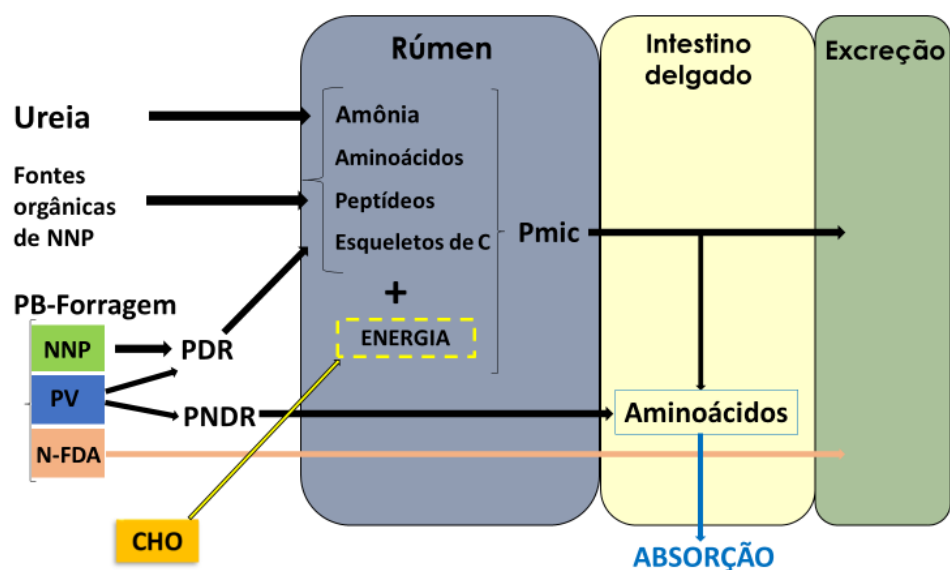 Rúmen
Intestino
delgado
Excreção
Ureia
Fontes
orgânicas
de NNP
Amônia
Aminoácidos
Peptídeos
Esqueletos de C
+
ENERGIA
Pmic
PB-Forragem
NNP
PV
N-FDA
PDR
PNDR
Aminoácidos
CHO
ABSORÇÃO